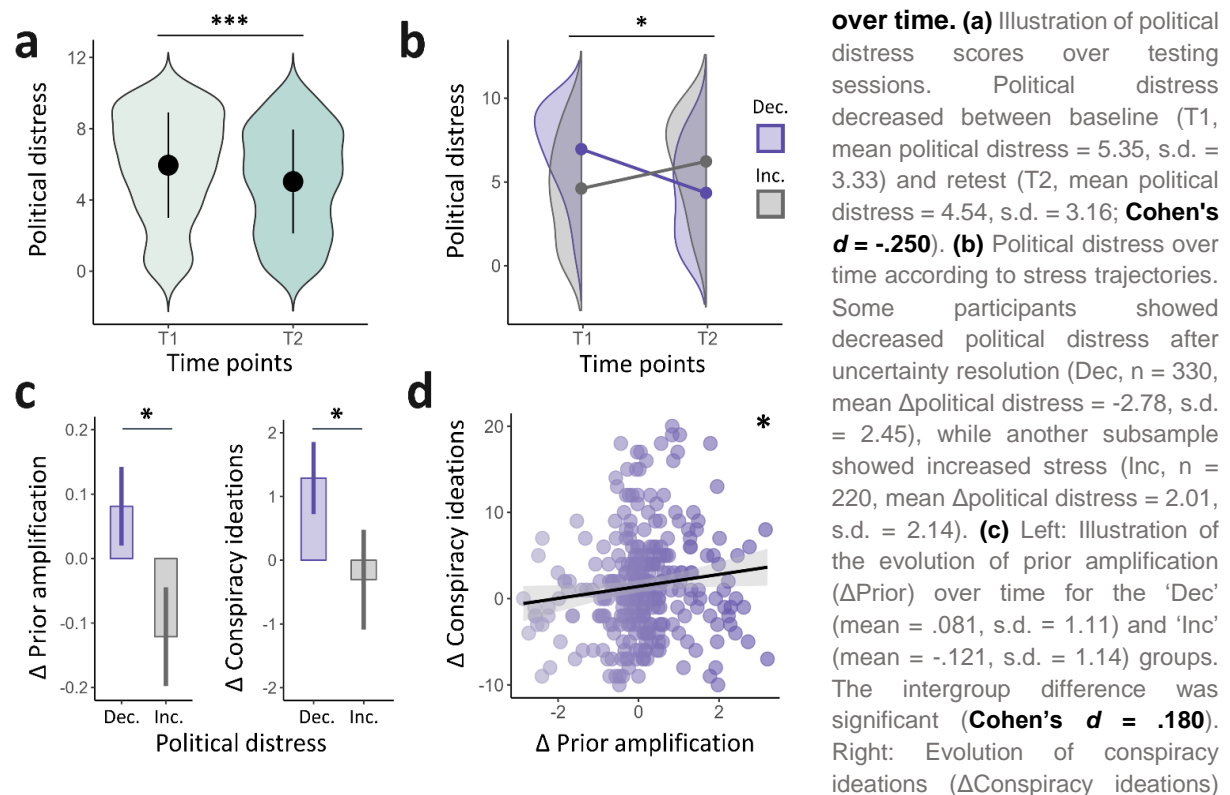 a
***
12
8
4
0
Political distress
T1
T2
Time points
b
*
10
5
0
Political distress
T1
T2
Time points
Dec.
Inc.
c
*
0.2
0.1
0.0
-0.1
-0.2
Δ Prior amplification
Dec.
Inc.
*
2
1
0
-1
-2
Δ Conspiracy ideations
Dec.
Inc.
Political distress
d
*
20
10
0
-10
Δ Conspiracy ideations
-2
0
2
Δ Prior amplification
over time. (a) Illustration of political
distress scores over testing
sessions. Political distress
decreased between baseline (T1,
mean political distress = 5.35, s.d. =
3.33) and retest (T2, mean political
distress = 4.54, s.d. = 3.16; Cohen's
d = -.250). (b) Political distress over
time according to stress trajectories.
Some participants showed
decreased political distress after
uncertainty resolution (Dec, n = 330,
mean Δpolitical distress = -2.78, s.d.
= 2.45), while another subsample
showed increased stress (Inc, n =
220, mean Δpolitical distress = 2.01,
s.d. = 2.14). (c) Left: Illustration of
the evolution of prior amplification
(ΔPrior) over time for the ‘Dec’
(mean = .081, s.d. = 1.11) and ‘Inc’
(mean = -.121, s.d. = 1.14) groups.
The intergroup difference was
significant (Cohen’s d = .180).
Right: Evolution of conspiracy
ideations (ΔConspiracy ideations)